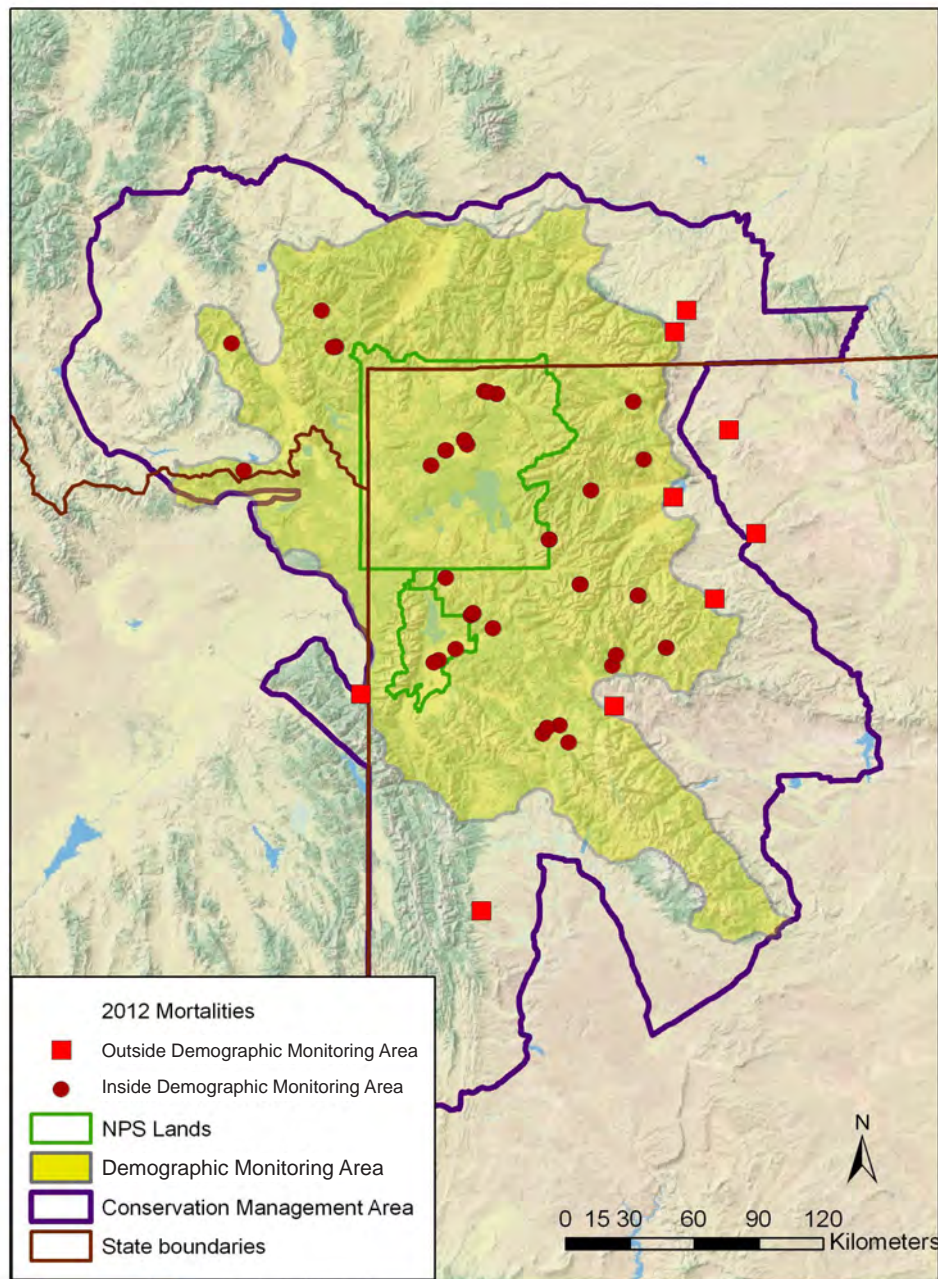 2012 Mortalities
Outside Demographic Monitoring Area
Inside Demographic Monitoring Area
NPS Lands
Demographic Monitoring Area
Conservation Management Area
State boundaries
N
0 15 30 60 90 120
Kilometers